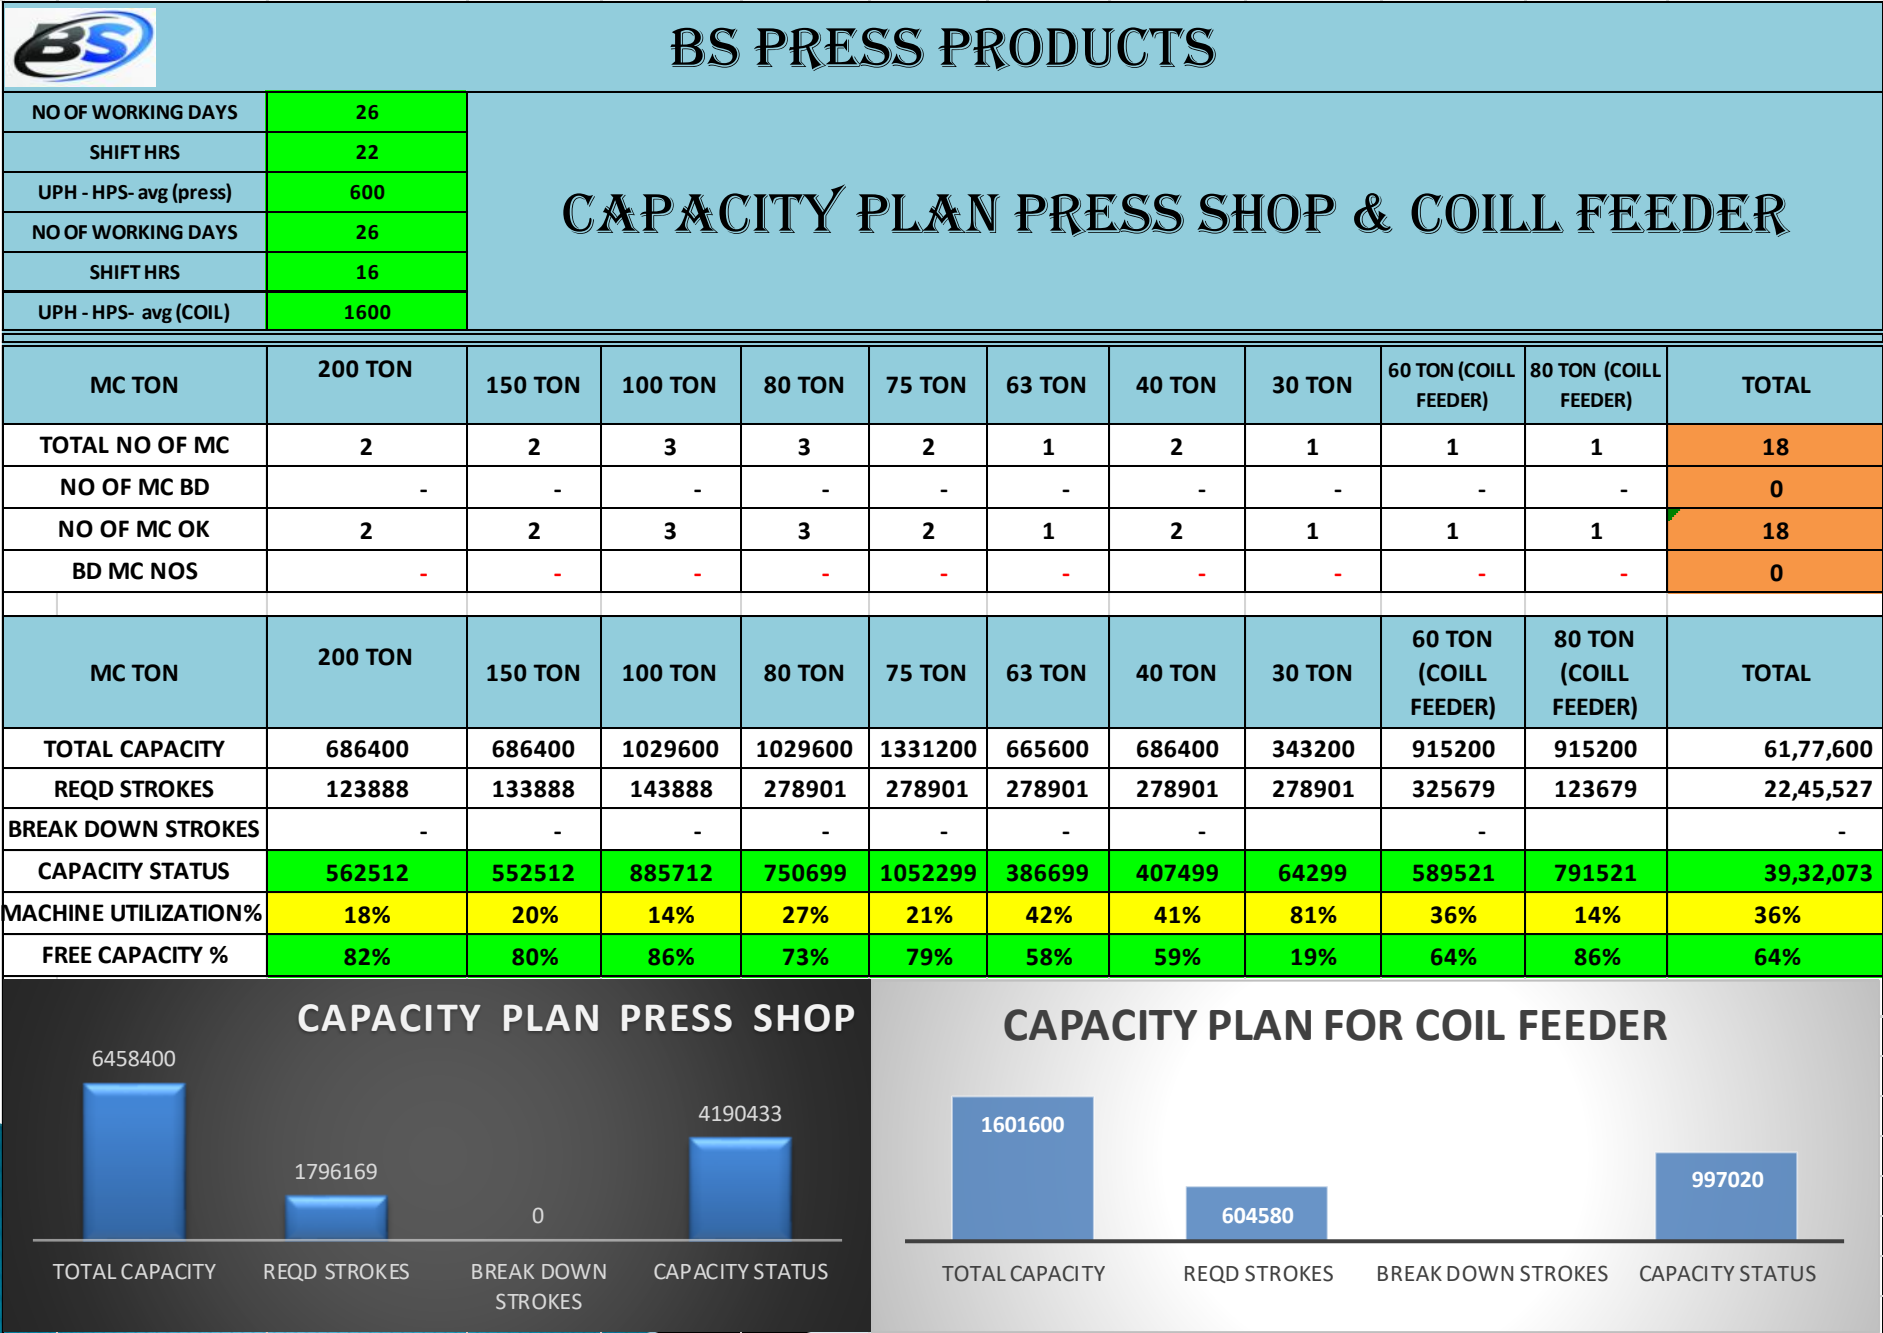 BS
BS PRESS PRODUCTS
NO OF WORKING DAYS 26
SHIFT HRS 22
UPH - HPS- avg (press) 600
NO OF WORKING DAYS 26
SHIFT HRS 16
UPH - HPS- avg (COIL) 1600
CAPACITY PLAN PRESS SHOP & COILL FEEDER
MC TON 200 TON 150 TON 100 TON 80 TON 75 TON 63 TON 40 TON 30 TON 60 TON (COILL FEEDER) 80 TON (COILL FEEDER) TOTAL
TOTAL NO OF MC 2 2 3 3 2 1 2 1 1 1 18
NO OF MC BD - - - - - - - - - - 0
NO OF MC OK 2 2 3 3 2 1 2 1 1 1 18
BD MC NOS - - - - - - - - - - 0
MC TON 200 TON 150 TON 100 TON 80 TON 75 TON 63 TON 40 TON 30 TON 60 TON (COILL FEEDER) 80 TON (COILL FEEDER) TOTAL
TOTAL CAPACITY 686400 686400 1029600 1029600 1331200 665600 686400 343200 915200 915200 61,77,600
REQD STROKES 123888 133888 143888 278901 278901 278901 278901 278901 325679 123679 22,45,527
BREAK DOWN STROKES - - - - - - - - -
CAPACITY STATUS 562512 552512 885712 750699 1052299 386699 407499 64299 589521 791521 39,32,073
MACHINE UTILIZATION% 18% 20% 14% 27% 21% 42% 41% 81% 36% 14% 36%
FREE CAPACITY % 82% 80% 86% 73% 79% 58% 59% 19% 64% 86% 64%
CAPACITY PLAN PRESS SHOP
6458400
1796169
0
4190433
TOTAL CAPACITY
REQD STROKES
BREAK DOWN
STROKES
CAPACITY STATUS
CAPACITY PLAN FOR COIL FEEDER
1601600
604580
997020
TOTAL CAPACITY
REQD STROKES
BREAK DOWN STROKES
CAPACITY STATUS